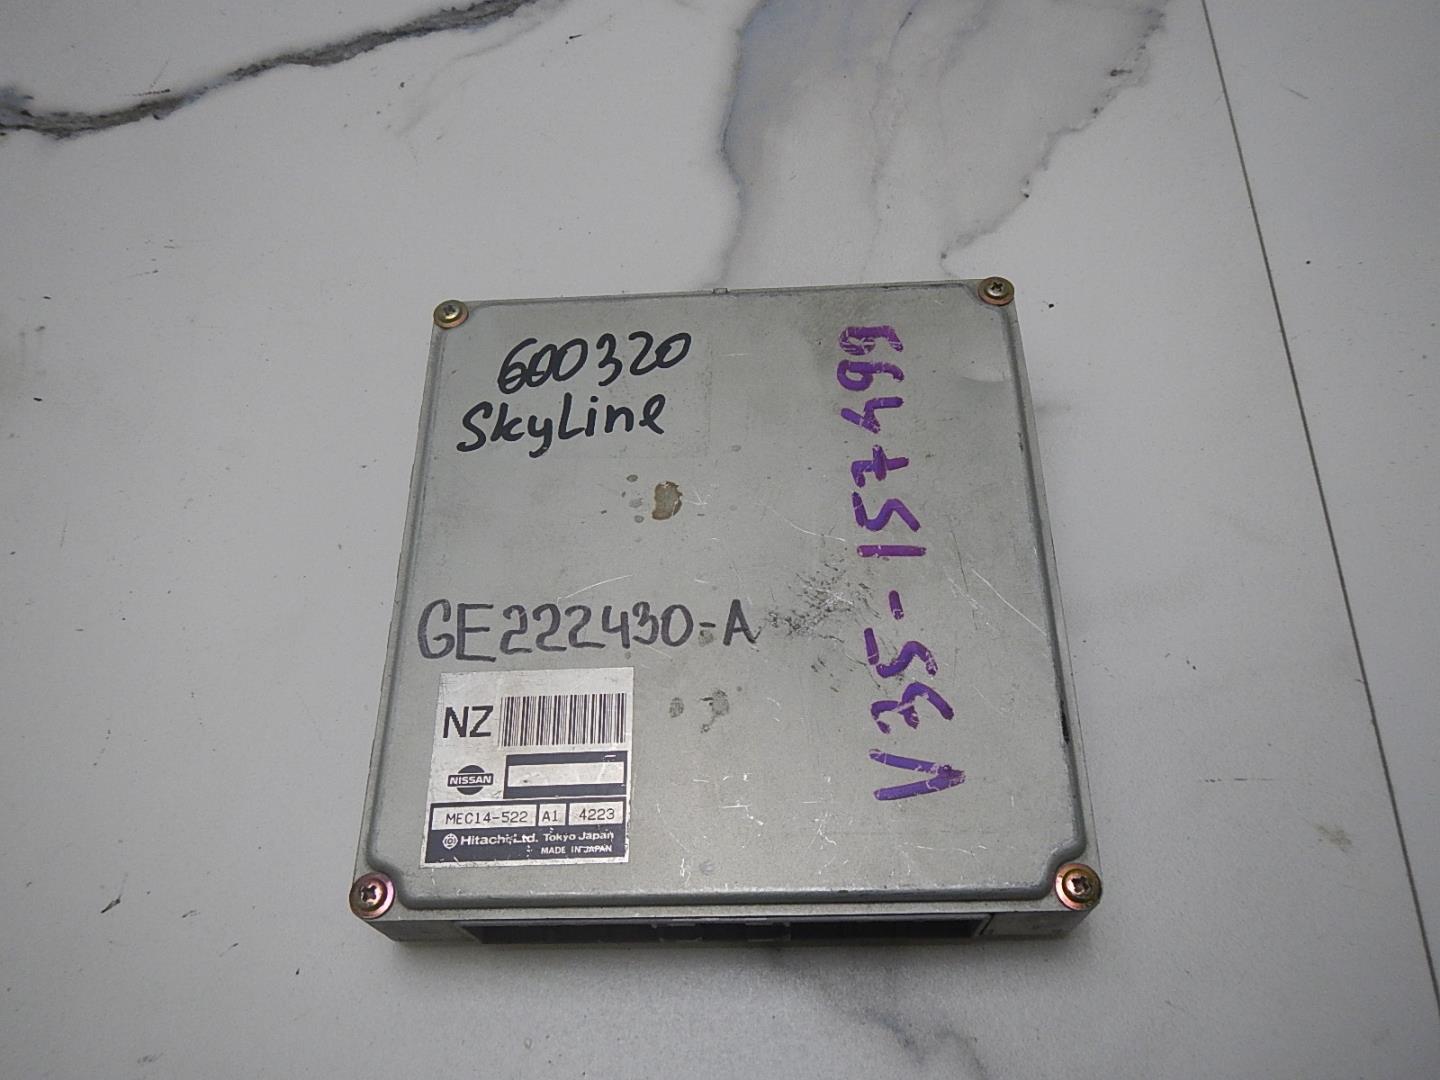 600320
SkyLine
V35-157499
GE222430-A
NZ
NISSAN
MEC14-522 A1 4223
Hitachi, Ltd. Tokyo Japan
MADE IN JAPAN